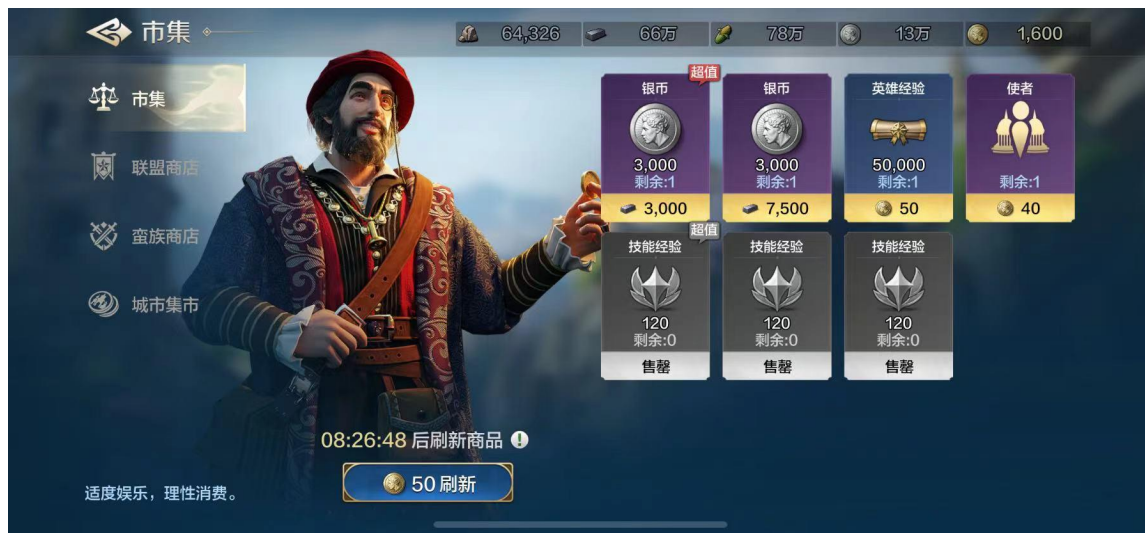 市集
64,326
66万
78万
13万
1,600
市集
联盟商店
蛮族商店
城市集市
超值
银币
3,000
剩余:1
3,000
银币
3,000
剩余:1
7,500
英雄经验
50,000
剩余:1
50
使者
剩余:1
40
超值
技能经验
120
剩余:0
售罄
技能经验
120
剩余:0
售罄
技能经验
120
剩余:0
售罄
08:26:48 后刷新商品
50 刷新
适度娱乐，理性消费。